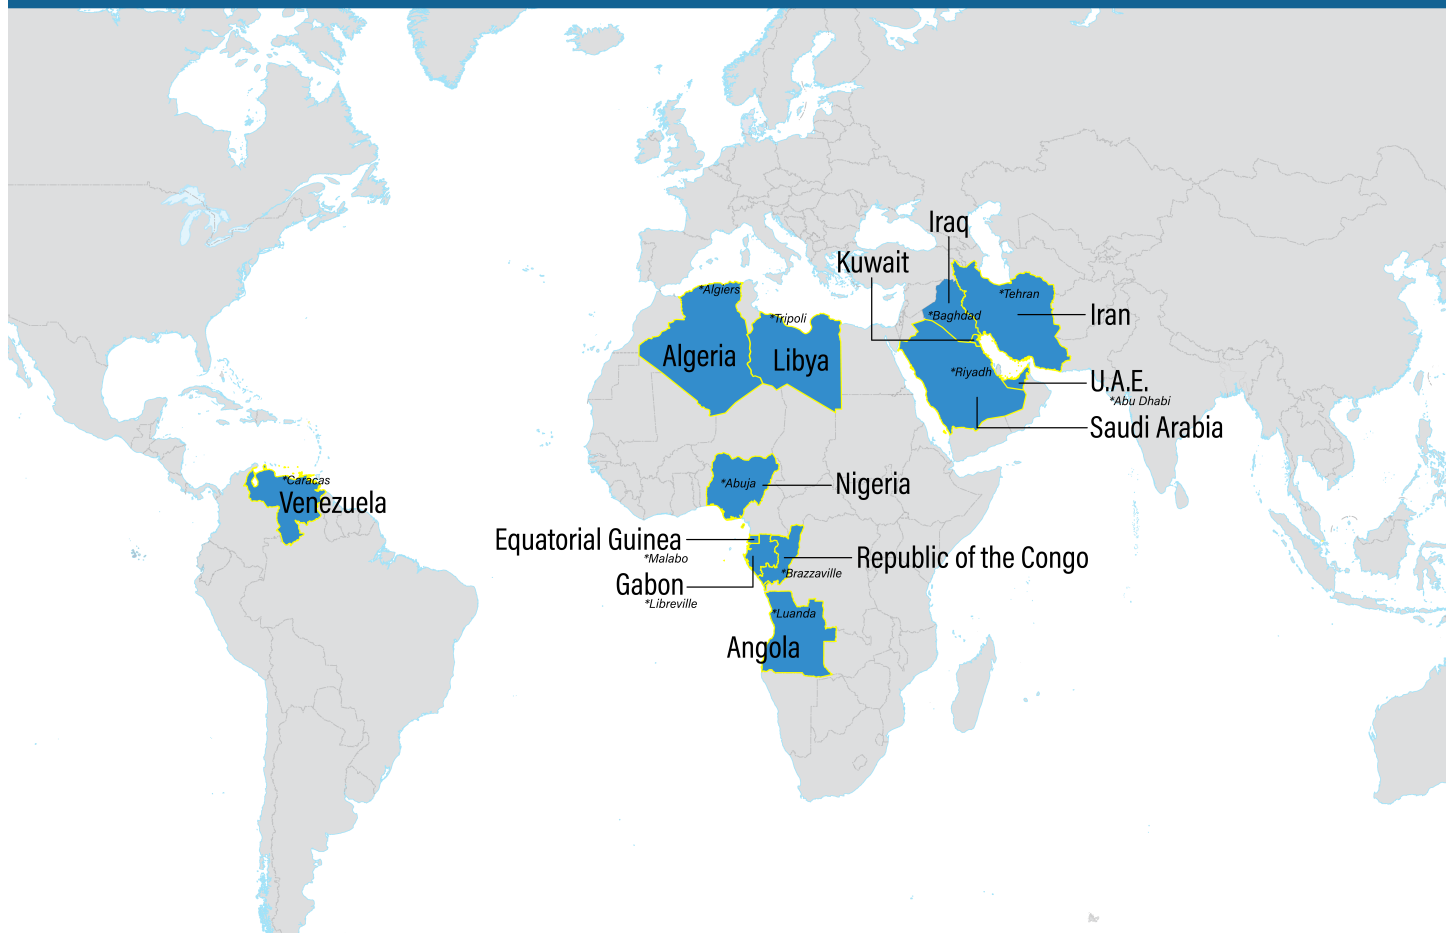 Iraq
Kuwait
*Algiers
*Tehran
*Tripoli
*Baghdad
Iran
Algeria
Libya
*Riyadh
U.A.E.
*Abu Dhabi
Saudi Arabia
*Caracas
Venezuela
*Abuja
Nigeria
Equatorial Guinea
*Malabo
Republic of the Congo
*Brazzaville
Gabon
*Libreville
*Luanda
Angola